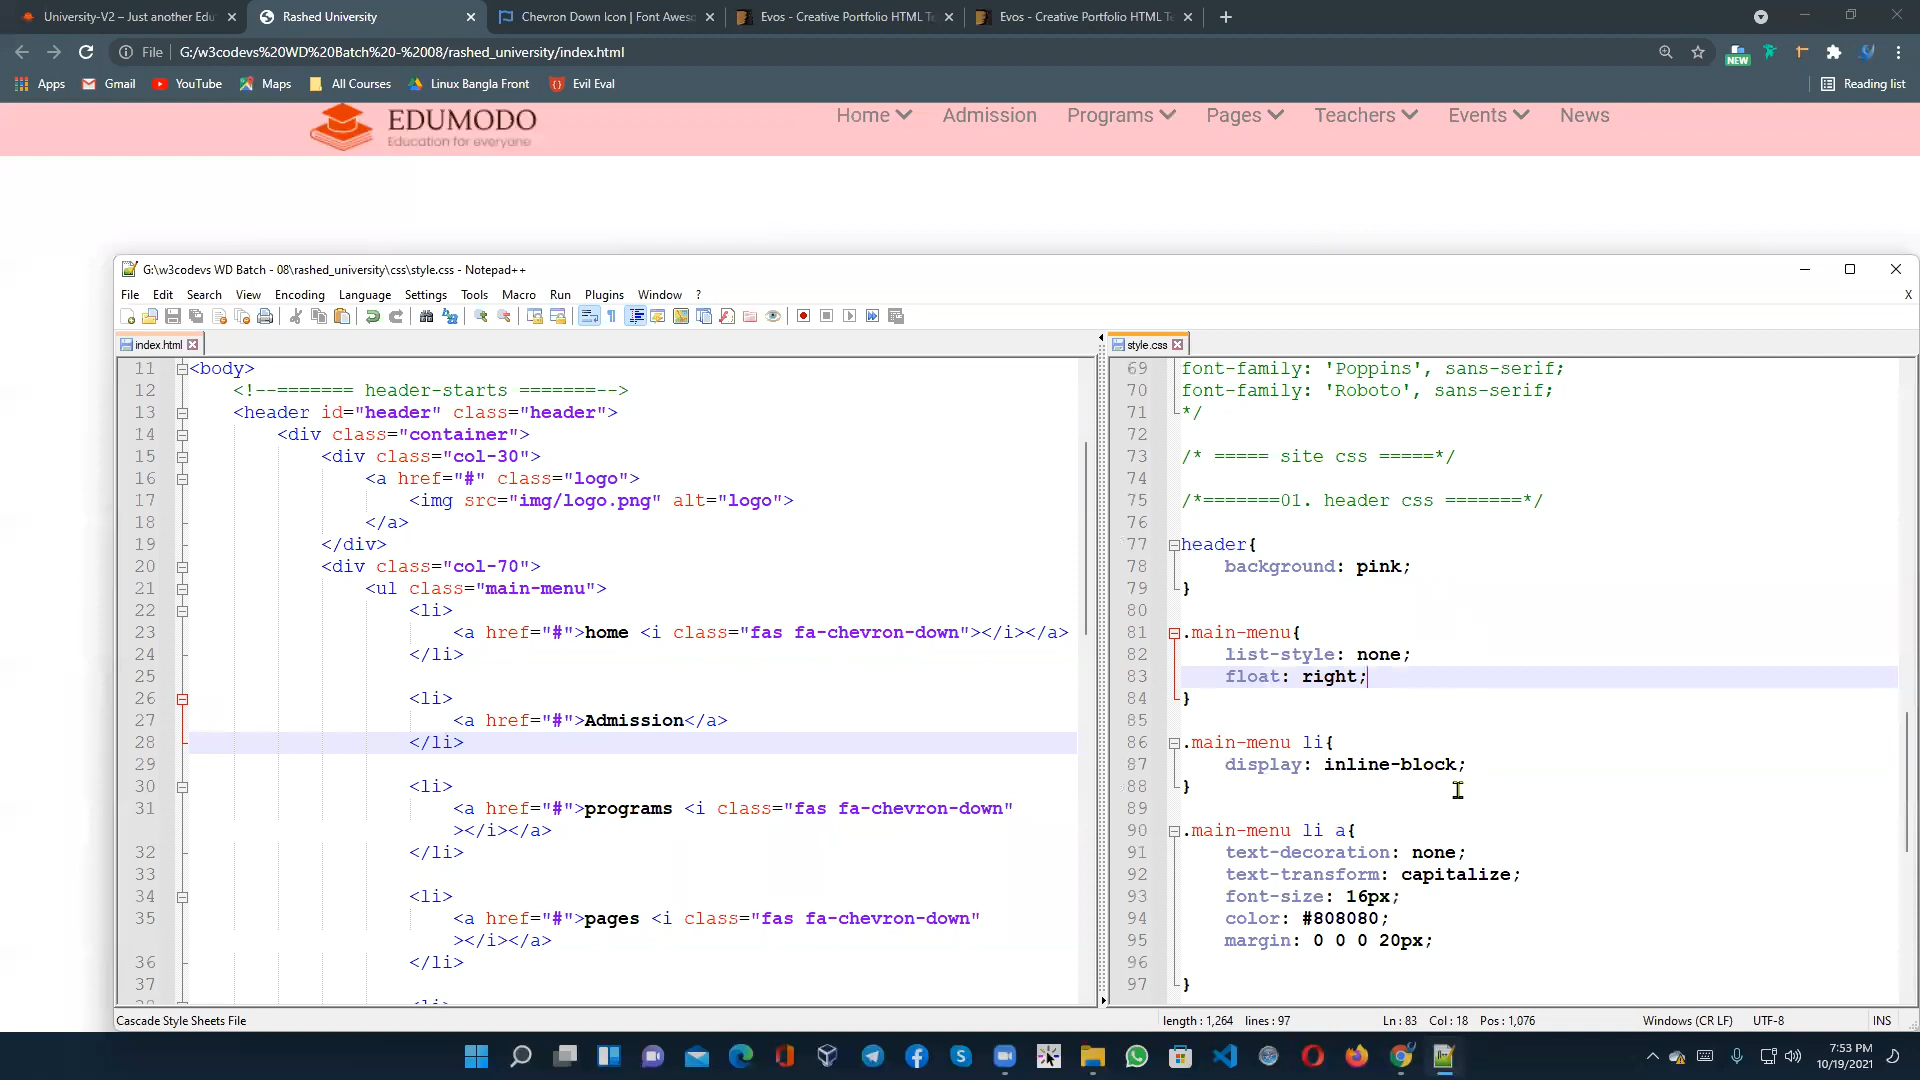 University-V2 – Just another Edu
Rashed University
Chevron Down Icon | Font Aweso
Evos - Creative Portfolio HTML Te
Evos - Creative Portfolio HTML Te
File
G:/w3codevs%20WD%20Batch%20-%2008/rashed_university/index.html
NEW
Apps
Gmail
YouTube
Maps
All Courses
Linux Bangla Front
Evil Eval
Reading list
EDUMODO
Education for everyone
Home
Admission
Programs
Pages
Teachers
Events
News
G:\w3codevs WD Batch - 08\rashed_university\css\style.css - Notepad++
File Edit Search View Encoding Language Settings Tools Macro Run Plugins Window ?
X
index.html
11 <body>
12 <!--======= header-starts =======-->
13 <header id="header" class="header">
14 <div class="container">
15 <div class="col-30">
16 <a href="#" class="logo">
17 <img src="img/logo.png" alt="logo">
18 </a>
19 </div>
20 <div class="col-70">
21 <ul class="main-menu">
22 <li>
23 <a href="#">home <i class="fas fa-chevron-down"></i></a>
24 </li>
25
26 <li>
27 <a href="#">Admission</a>
28 </li>
29
30 <li>
31 <a href="#">programs <i class="fas fa-chevron-down"
></i></a>
32 </li>
33
34 <li>
35 <a href="#">pages <i class="fas fa-chevron-down"
></i></a>
36 </li>
37
style.css
69 font-family: 'Poppins', sans-serif;
70 font-family: 'Roboto', sans-serif;
71 */
72
73 /* ===== site css =====*/
74
75 /*=======01. header css =======*/
76
77 header{
78 background: pink;
79 }
80
81 .main-menu{
82 list-style: none;
83 float: right;
84 }
85
86 .main-menu li{
87 display: inline-block;
88 }
89
90 .main-menu li a{
91 text-decoration: none;
92 text-transform: capitalize;
93 font-size: 16px;
94 color: #808080;
95 margin: 0 0 0 20px;
96
97 }
Cascade Style Sheets File
length : 1,264 lines : 97
Ln : 83 Col : 18 Pos : 1,076
Windows (CR LF)
UTF-8
INS
7:53 PM
10/19/2021